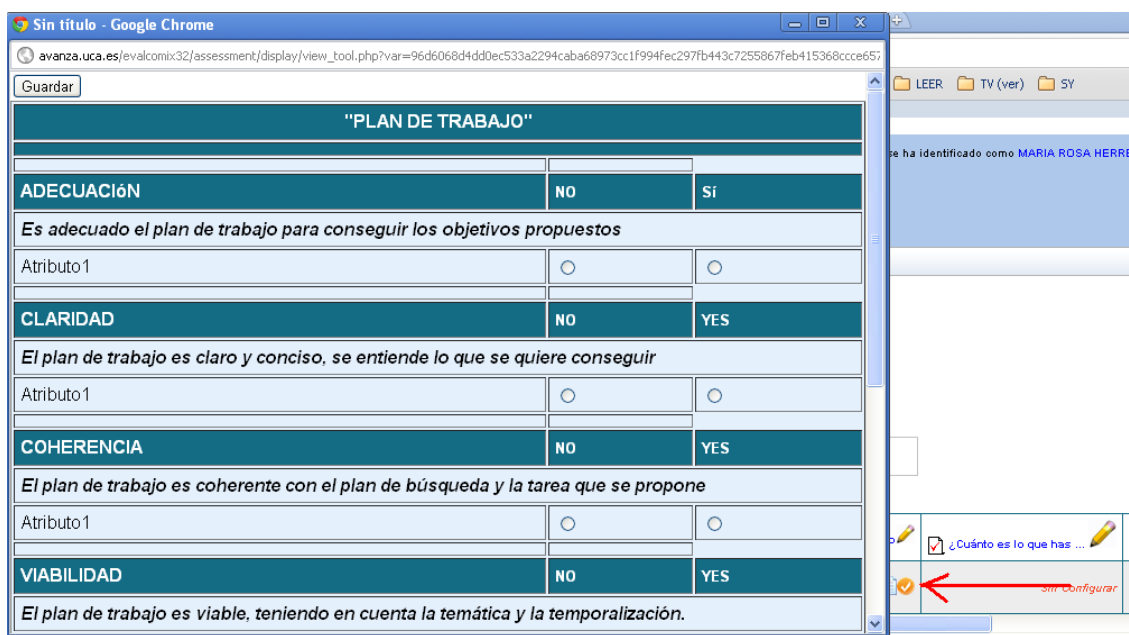 Sin título - Google Chrome
avanza.uca.es/evalcomix32/assessment/display/view_tool.php?var=96d6068d4dd0ec533a2294caba68973cc1f994fec297fb443c7255867feb415368ccce657
Guardar
"PLAN DE TRABAJO"
ADECUACIóN NO Sí
Es adecuado el plan de trabajo para conseguir los objetivos propuestos
Atributo1
CLARIDAD NO YES
El plan de trabajo es claro y conciso, se entiende lo que se quiere conseguir
Atributo1
COHERENCIA NO YES
El plan de trabajo es coherente con el plan de búsqueda y la tarea que se propone
Atributo1
VIABILIDAD NO YES
El plan de trabajo es viable, teniendo en cuenta la temática y la temporalización.
LEER TV (ver) SY
se ha identificado como MARIA ROSA HERRE
¿Cuánto es lo que has ...
Sin Configurar